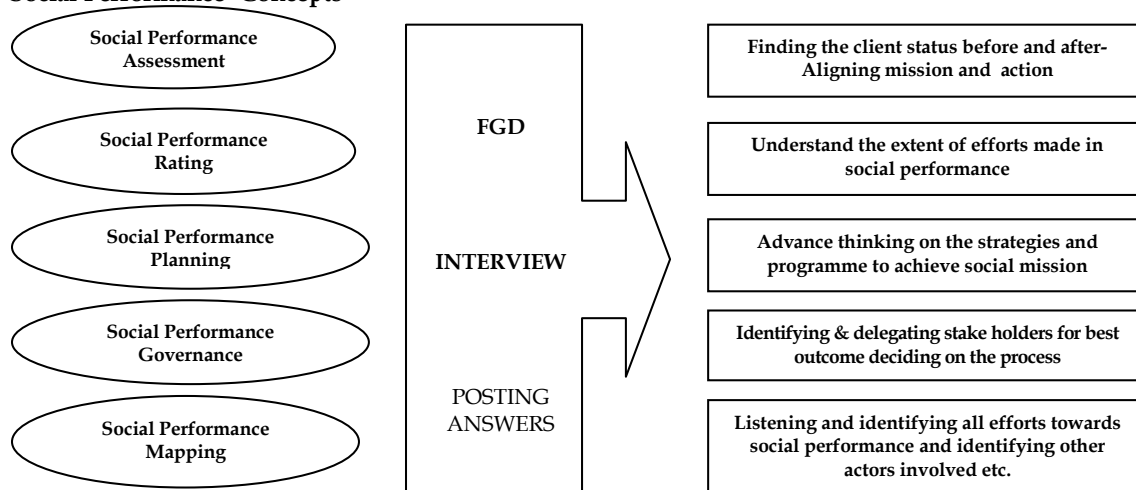 Social Performance Concepts
Social Performance
Assessment
Social Performance
Rating
Social Performance
Planning
Social Performance
Governance
Social Performance
Mapping
FGD
INTERVIEW
POSTING
ANSWERS
Finding the client status before and after-
Aligning mission and action
Understand the extent of efforts made in
social performance
Advance thinking on the strategies and
programme to achieve social mission
Identifying & delegating stake holders for best
outcome deciding on the process
Listening and identifying all efforts towards
social performance and identifying other
actors involved etc.